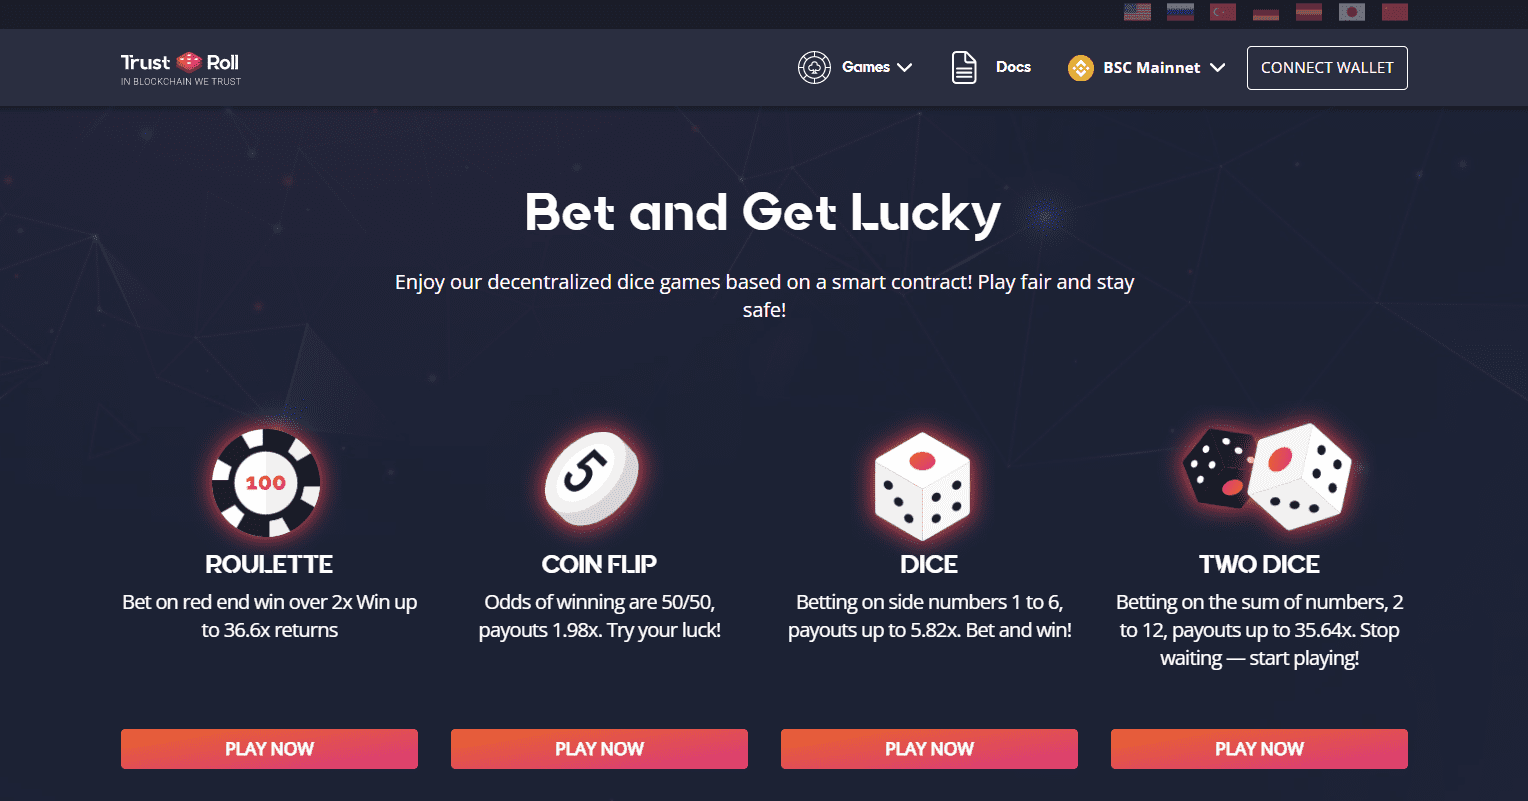 Trust Roll
IN BLOCKCHAIN WE TRUST
Games
Docs
BSC Mainnet
CONNECT WALLET
Bet and Get Lucky
Enjoy our decentralized dice games based on a smart contract! Play fair and stay
safe!
100
5
ROULETTE
Bet on red end win over 2x Win up
to 36.6x returns
COIN FLIP
Odds of winning are 50/50,
payouts 1.98x. Try your luck!
DICE
Betting on side numbers 1 to 6,
payouts up to 5.82x. Bet and win!
TWO DICE
Betting on the sum of numbers, 2
to 12, payouts up to 35.64x. Stop
waiting — start playing!
PLAY NOW
PLAY NOW
PLAY NOW
PLAY NOW